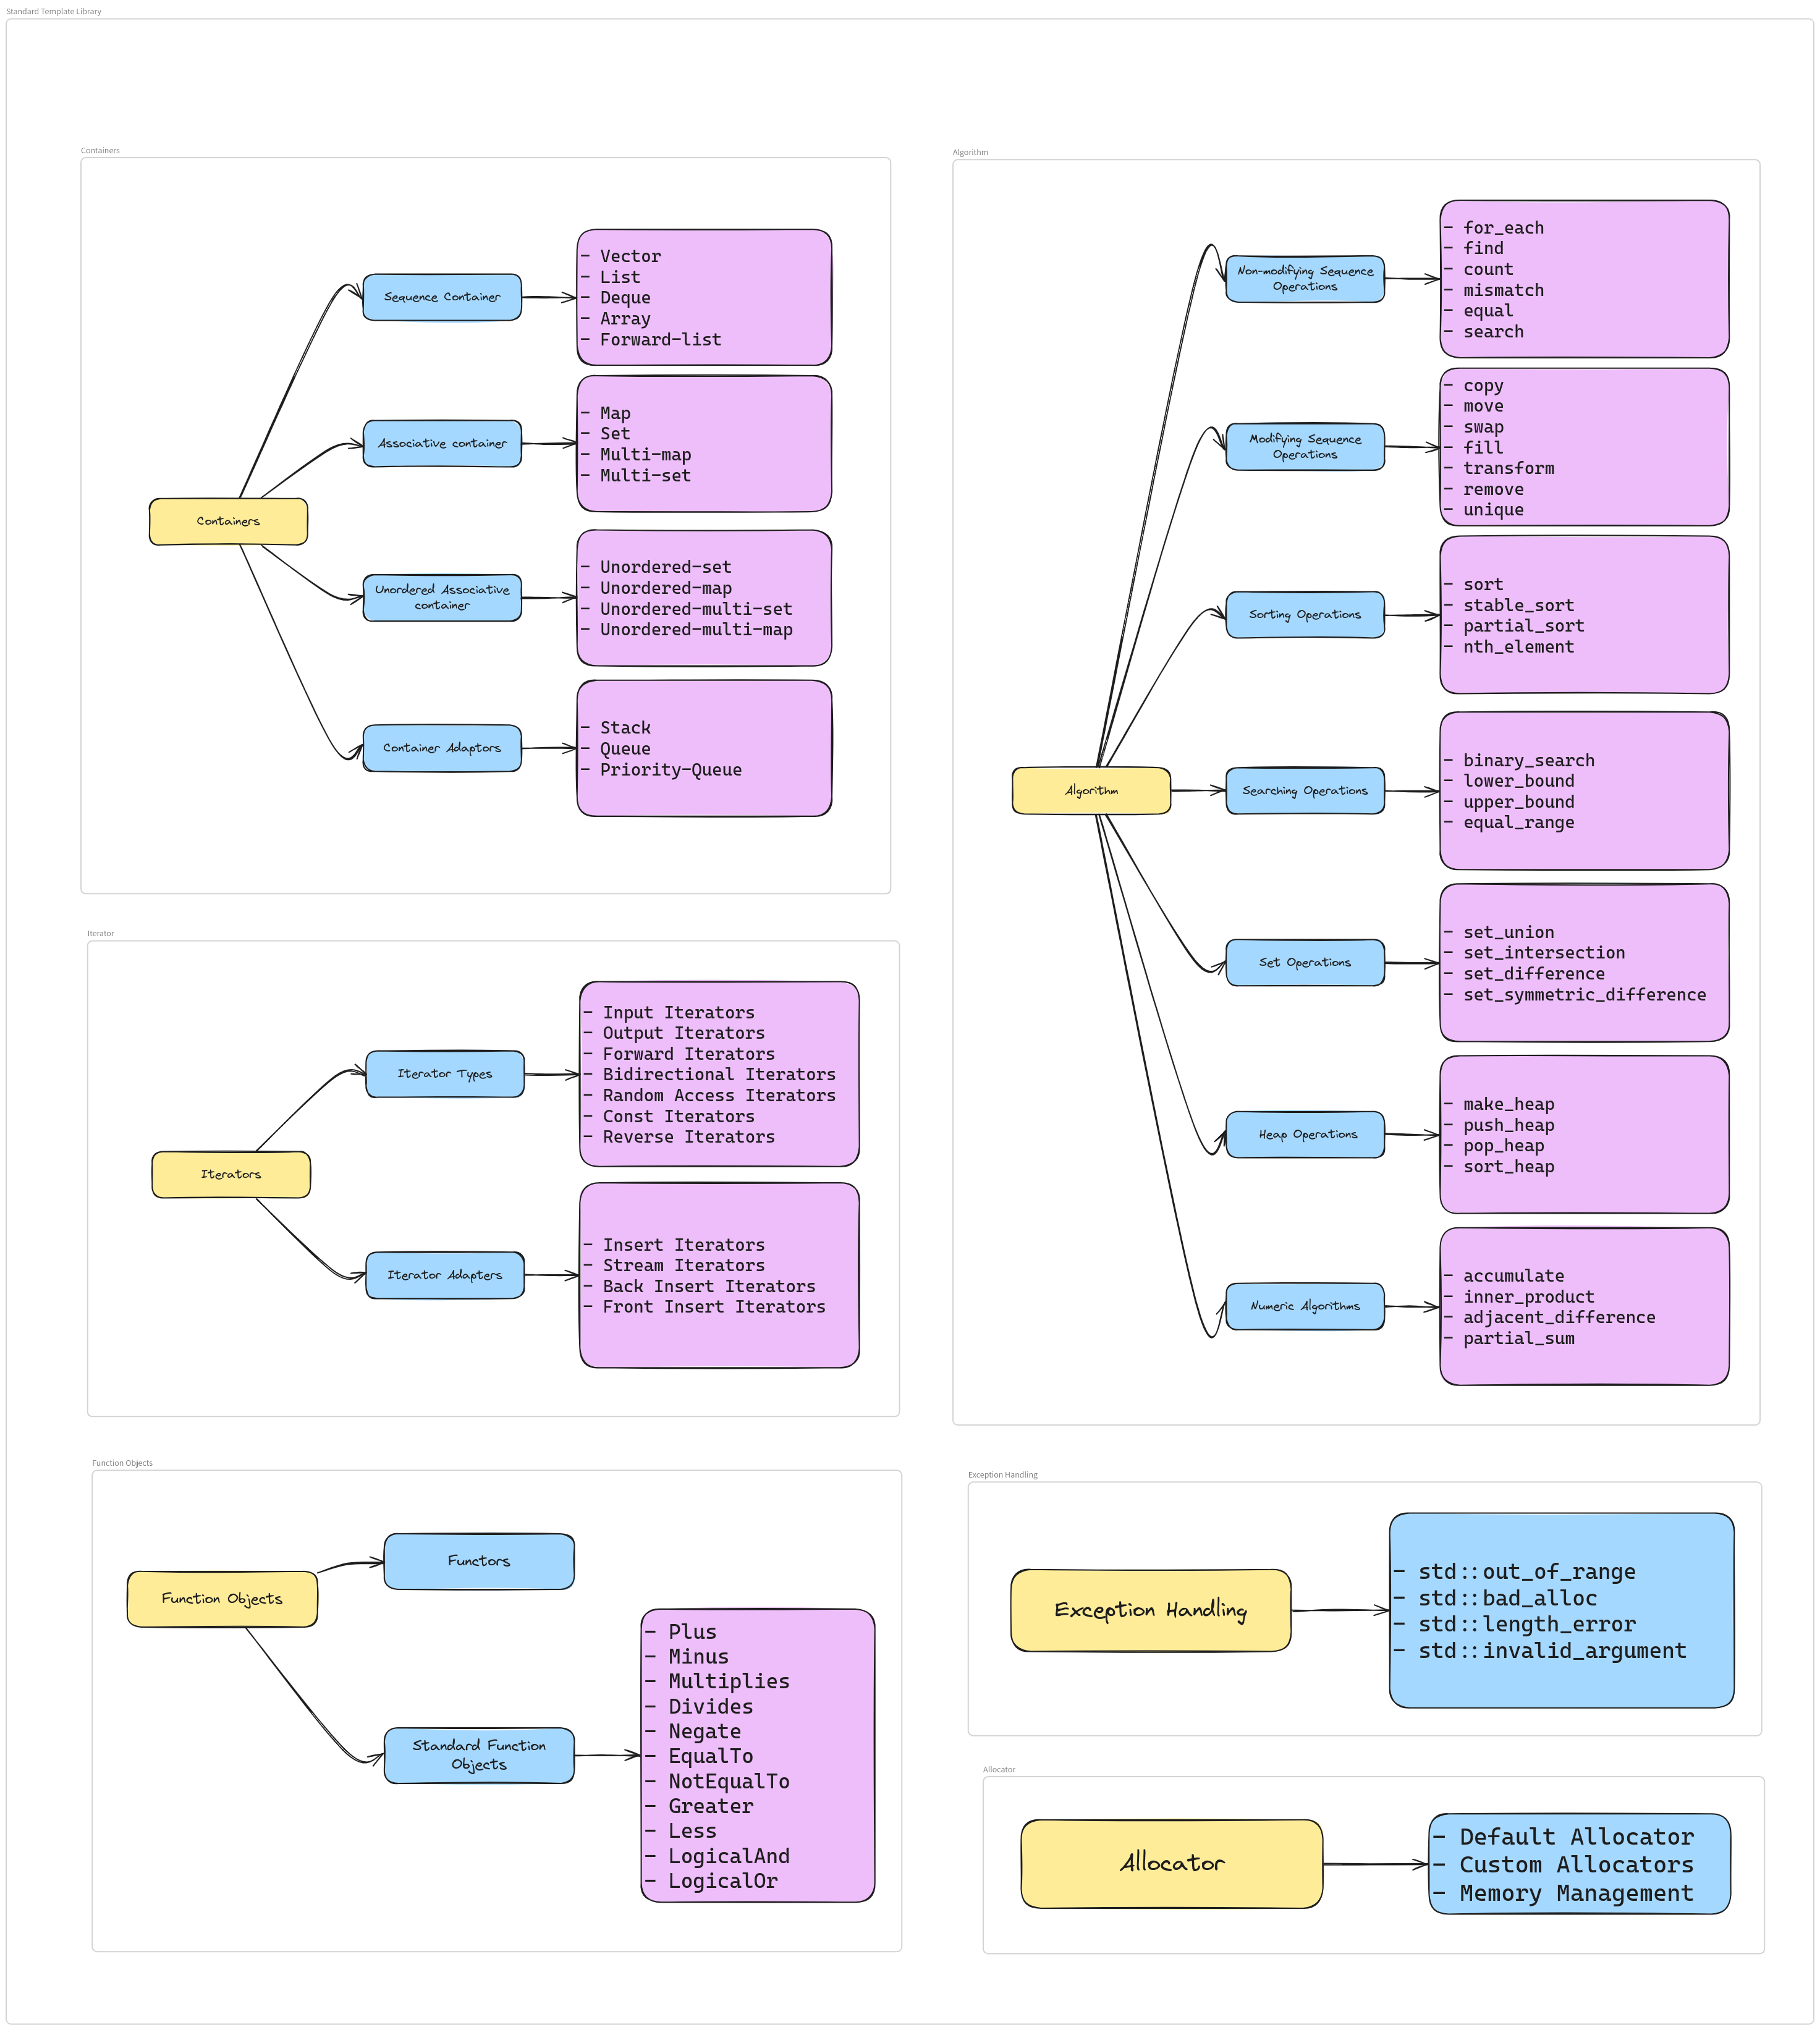 Standard Template Library
Containers
Containers
Sequence Container
- Vector
- List
- Deque
- Array
- Forward-list
Associative container
- Map
- Set
- Multi-map
- Multi-set
Unordered Associative
container
- Unordered-set
- Unordered-map
- Unordered-multi-set
- Unordered-multi-map
Container Adaptors
- Stack
- Queue
- Priority-Queue
Algorithm
Algorithm
Non-modifying Sequence
Operations
- for_each
- find
- count
- mismatch
- equal
- search
Modifying Sequence
Operations
- copy
- move
- swap
- fill
- transform
- remove
- unique
Sorting Operations
- sort
- stable_sort
- partial_sort
- nth_element
Searching Operations
- binary_search
- lower_bound
- upper_bound
- equal_range
Set Operations
- set_union
- set_intersection
- set_difference
- set_symmetric_difference
Heap Operations
- make_heap
- push_heap
- pop_heap
- sort_heap
Numeric Algorithms
- accumulate
- inner_product
- adjacent_difference
- partial_sum
Iterator
Iterators
Iterator Types
- Input Iterators
- Output Iterators
- Forward Iterators
- Bidirectional Iterators
- Random Access Iterators
- Const Iterators
- Reverse Iterators
Iterator Adapters
- Insert Iterators
- Stream Iterators
- Back Insert Iterators
- Front Insert Iterators
Function Objects
Function Objects
Functors
Standard Function
Objects
- Plus
- Minus
- Multiplies
- Divides
- Negate
- EqualTo
- NotEqualTo
- Greater
- Less
- LogicalAnd
- LogicalOr
Exception Handling
Exception Handling
- std::out_of_range
- std::bad_alloc
- std::length_error
- std::invalid_argument
Allocator
Allocator
- Default Allocator
- Custom Allocators
- Memory Management